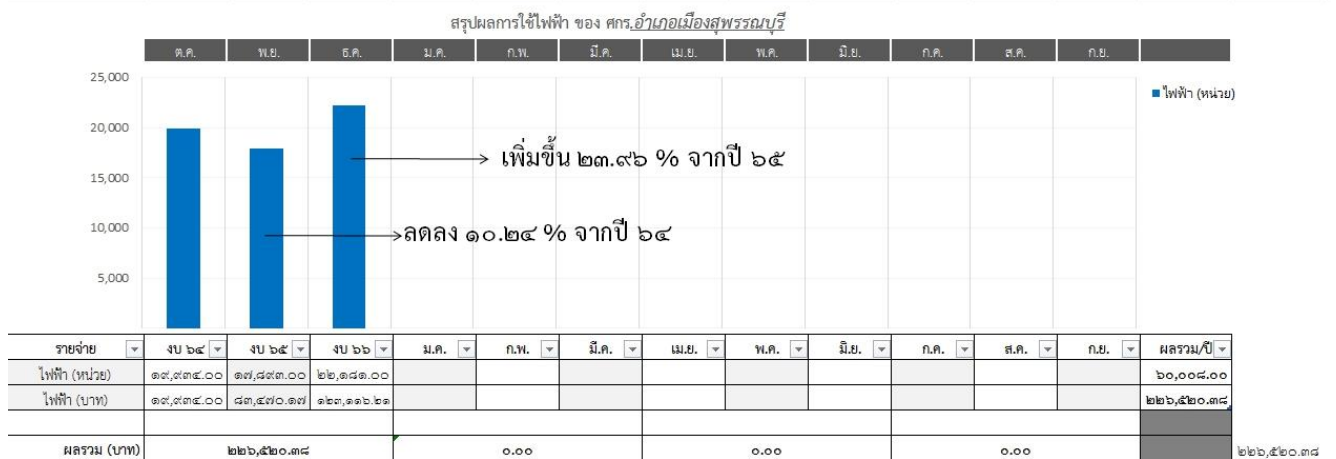 สรุปผลการใช้ไฟฟ้า ของ ศกร.อำเภอเมืองสุพรรณบุรี
ต.ค. พ.ย. ธ.ค. ม.ค. ก.พ. มี.ค. เม.ย. พ.ค. มิ.ย. ก.ค. ส.ค. ก.ย.
25,000
ไฟฟ้า (หน่วย)
20,000
เพิ่มขึ้น ๒๓.๙๖ % จากปี ๖๕
15,000
10,000
ลดลง ๑๐.๒๔ % จากปี ๖๔
5,000
รายจ่าย งบ ๖๔ งบ ๖๕ งบ ๖๖ ม.ค. ก.พ. มี.ค. เม.ย. พ.ค. มิ.ย. ก.ค. ส.ค. ก.ย. ผลรวม/ปี
ไฟฟ้า (หน่วย) ๑๙,๙๓๔.๐๐ ๑๗,๘๙๓.๐๐ ๒๒,๑๘๑.๐๐ ๖๐,๐๐๘.๐๐
ไฟฟ้า (บาท) ๑๙,๙๓๔.๐๐ ๘๓,๔๗๐.๑๗ ๑๒๓,๑๑๖.๒๑ ๒๒๖,๕๒๐.๓๘
ผลรวม (บาท) ๒๒๖,๕๒๐.๓๘ ๐.๐๐ ๐.๐๐ ๐.๐๐ ๒๒๖,๕๒๐.๓๘